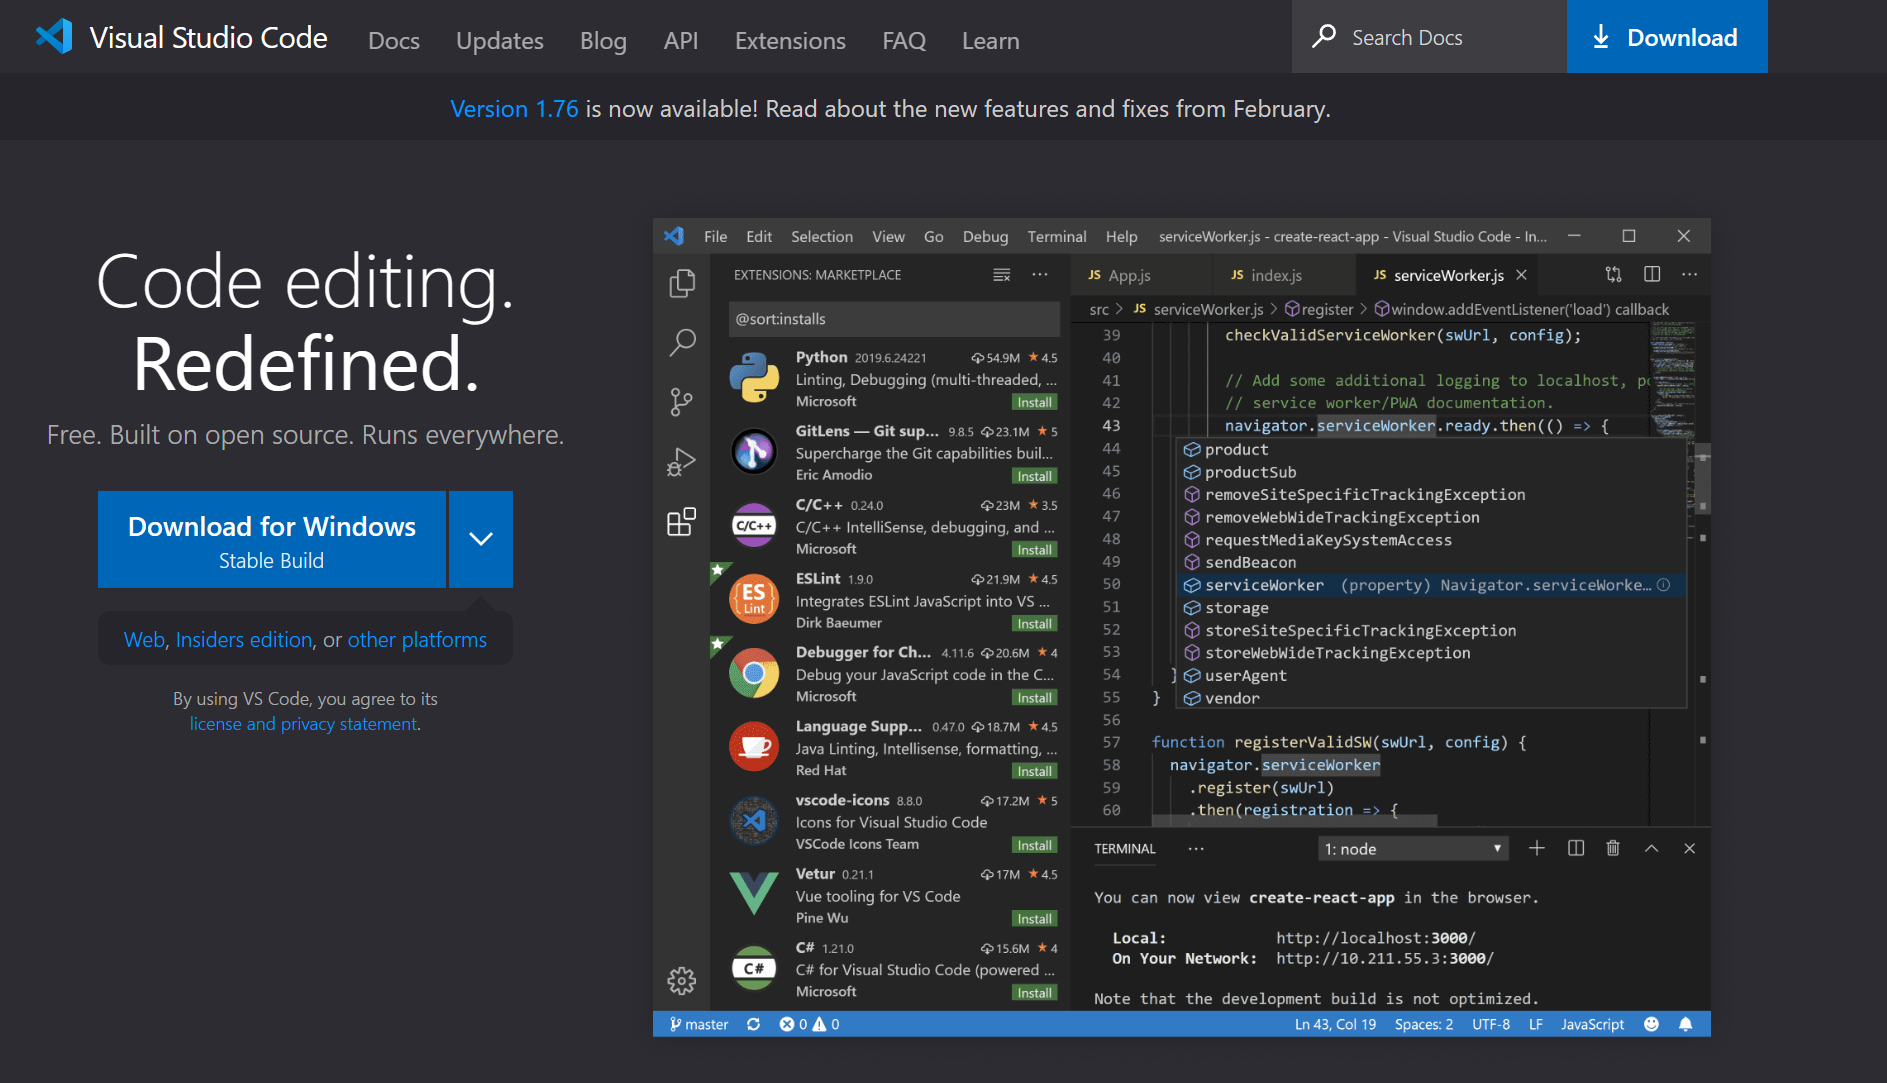 Visual Studio Code
Docs Updates Blog API Extensions FAQ Learn
Search Docs
Download
Version 1.76 is now available! Read about the new features and fixes from February.
Code editing.
Redefined.
Free. Built on open source. Runs everywhere.
Download for Windows
Stable Build
Web, Insiders edition, or other platforms
By using VS Code, you agree to its
license and privacy statement.
File Edit Selection View Go Debug Terminal Help serviceWorker.js - create-react-app - Visual Studio Code - In...
EXTENSIONS: MARKETPLACE
@sort:installs
Python 2019.6.24221 54.9M 4.5
Linting, Debugging (multi-threaded, ...
Microsoft Install
GitLens — Git sup... 9.8.5 23.1M 5
Supercharge the Git capabilities buil...
Eric Amodio Install
C/C++
C/C++ 0.24.0 23M 3.5
C/C++ IntelliSense, debugging, and ...
Microsoft Install
ES
Lint
ESLint 1.9.0 21.9M 4.5
Integrates ESLint JavaScript into VS ...
Dirk Baeumer Install
Debugger for Ch... 4.11.6 20.6M 4
Debug your JavaScript code in the C...
Microsoft Install
Language Supp... 0.47.0 18.7M 4.5
Java Linting, Intellisense, formatting, ...
Red Hat Install
vscode-icons 8.8.0 17.2M 5
Icons for Visual Studio Code
VSCode Icons Team Install
Vetur 0.21.1 17M 4.5
Vue tooling for VS Code
Pine Wu Install
C#
C# 1.21.0 15.6M 4
C# for Visual Studio Code (powered ...
Microsoft Install
JS App.js JS index.js JS serviceWorker.js
src > JS serviceWorker.js > register > window.addEventListener('load') callback
39 checkValidServiceWorker(swUrl, config);
40
41 // Add some additional logging to localhost, po
42 // service worker/PWA documentation.
43 navigator.serviceWorker.ready.then(() => {
44 product
45 productSub
46 removeSiteSpecificTrackingException
47 removeWebWideTrackingException
48 requestMediaKeySystemAccess
49 sendBeacon
50 serviceWorker (property) Navigator.serviceWorke...
51 storage
52 storeSiteSpecificTrackingException
53 storeWebWideTrackingException
54 } userAgent
55 } vendor
56
57 function registerValidSW(swUrl, config) {
58 navigator.serviceWorker
59 .register(swUrl)
60 .then(registration => {
TERMINAL ... 1: node
You can now view create-react-app in the browser.
Local: http://localhost:3000/
On Your Network: http://10.211.55.3:3000/
Note that the development build is not optimized.
master 0 0 Ln 43, Col 19 Spaces: 2 UTF-8 LF JavaScript